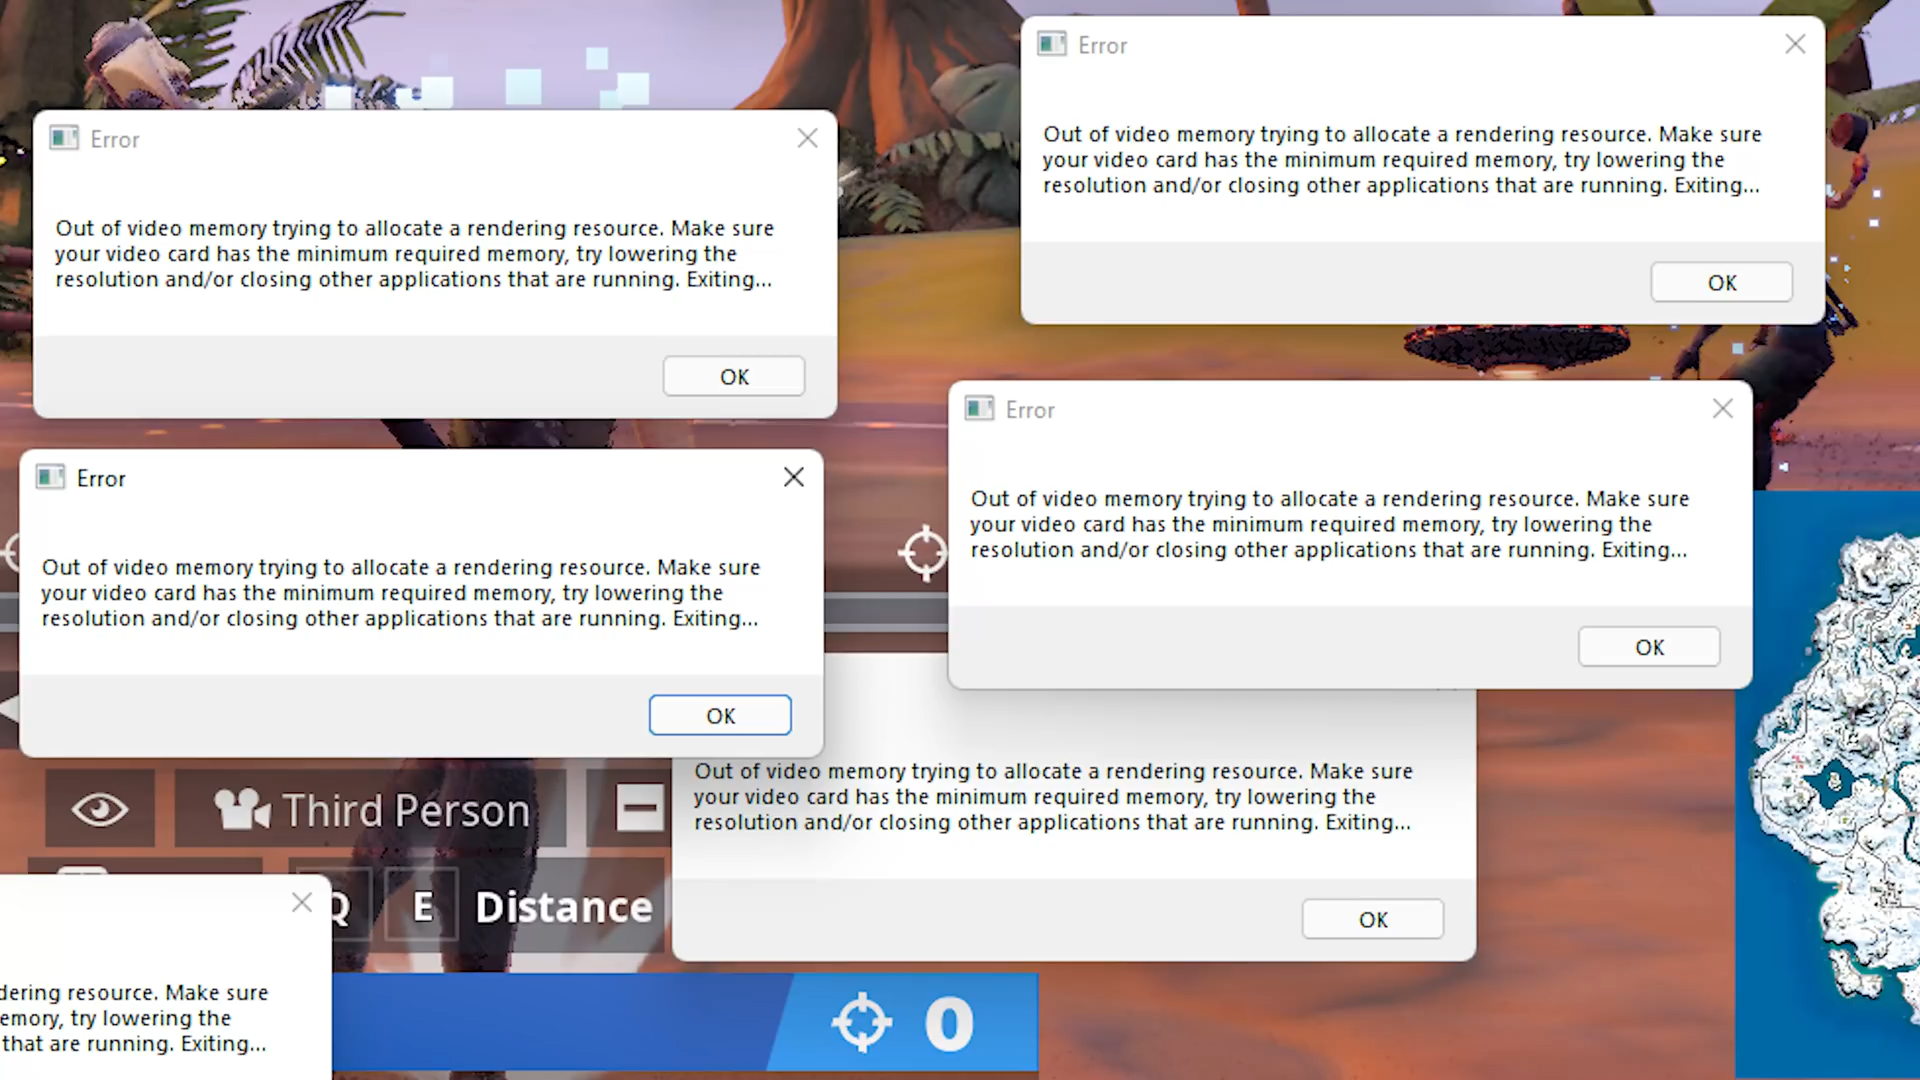 Error
Out of video memory trying to allocate a rendering resource. Make sure
your video card has the minimum required memory, try lowering the
resolution and/or closing other applications that are running. Exiting...
OK
Error
Out of video memory trying to allocate a rendering resource. Make sure
your video card has the minimum required memory, try lowering the
resolution and/or closing other applications that are running. Exiting...
OK
Error
Out of video memory trying to allocate a rendering resource. Make sure
your video card has the minimum required memory, try lowering the
resolution and/or closing other applications that are running. Exiting...
OK
Error
Out of video memory trying to allocate a rendering resource. Make sure
your video card has the minimum required memory, try lowering the
resolution and/or closing other applications that are running. Exiting...
OK
Out of video memory trying to allocate a rendering resource. Make sure
your video card has the minimum required memory, try lowering the
resolution and/or closing other applications that are running. Exiting...
OK
Third Person
Q E Distance
resource. Make sure
try lowering the
that are running. Exiting...
0